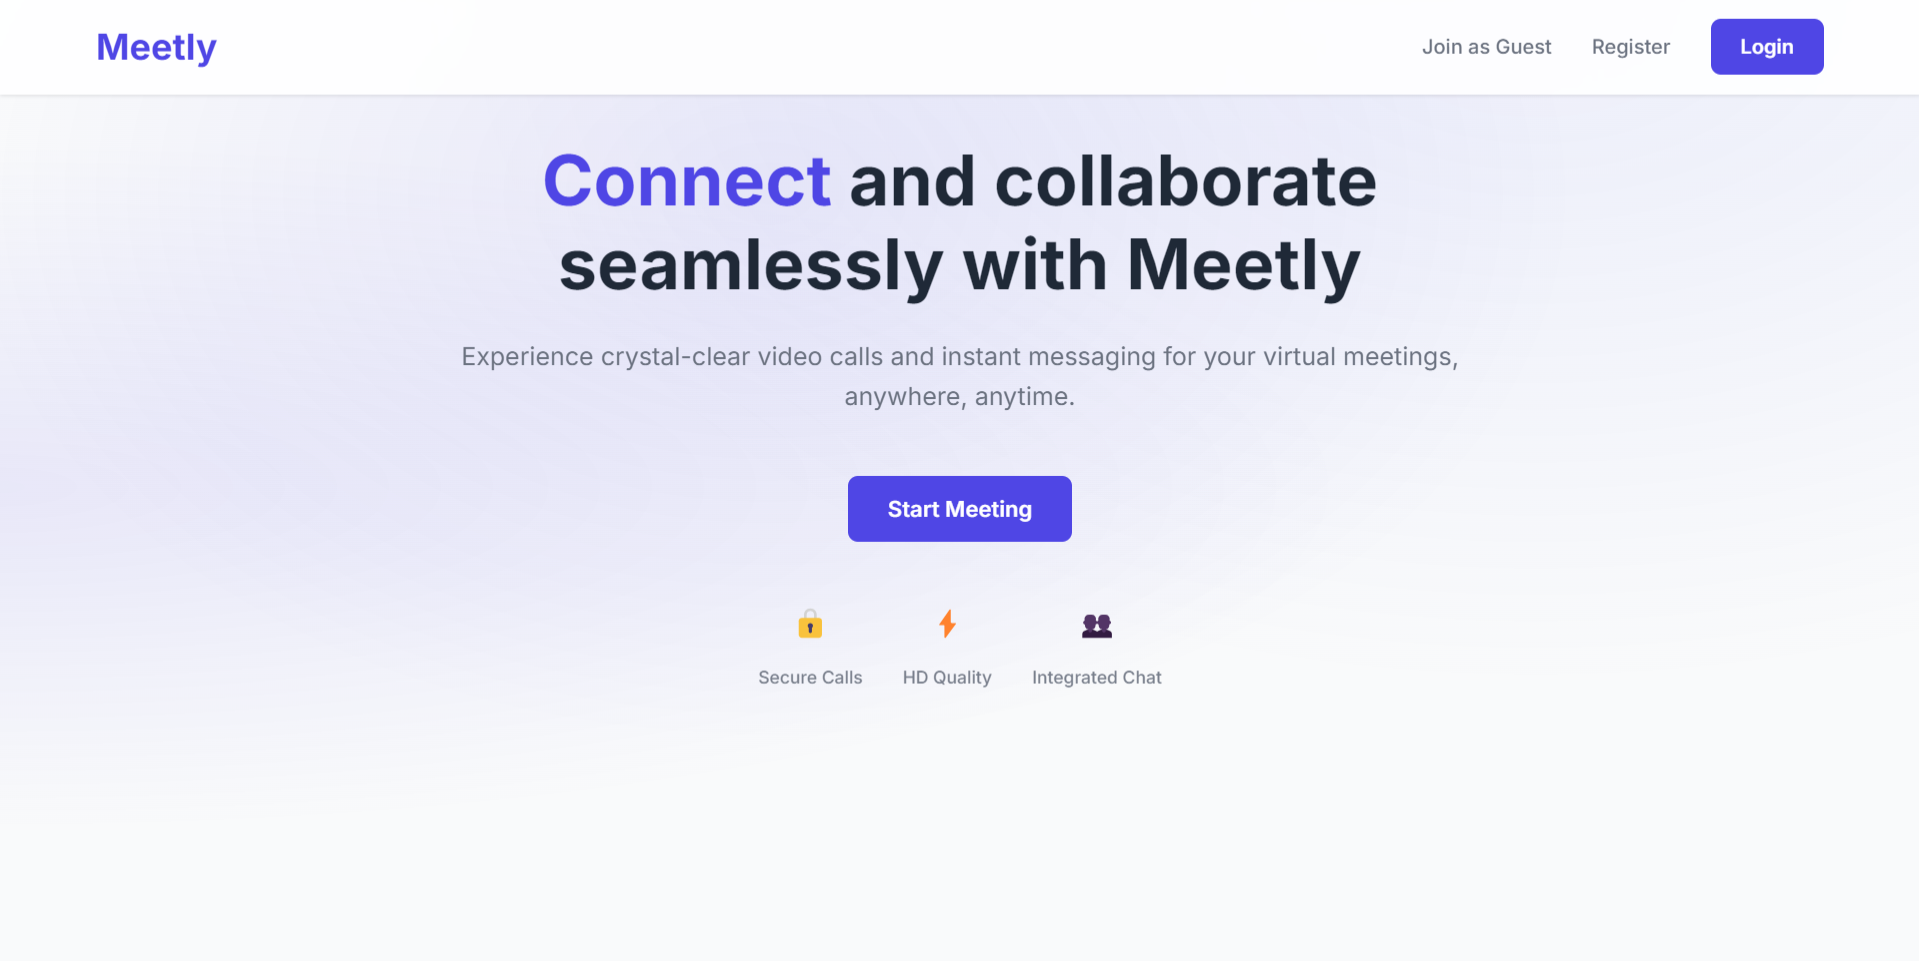 Meetly
Join as Guest
Register
Login
Connect and collaborate
seamlessly with Meetly
Experience crystal-clear video calls and instant messaging for your virtual meetings,
anywhere, anytime.
Start Meeting
Secure Calls
HD Quality
Integrated Chat